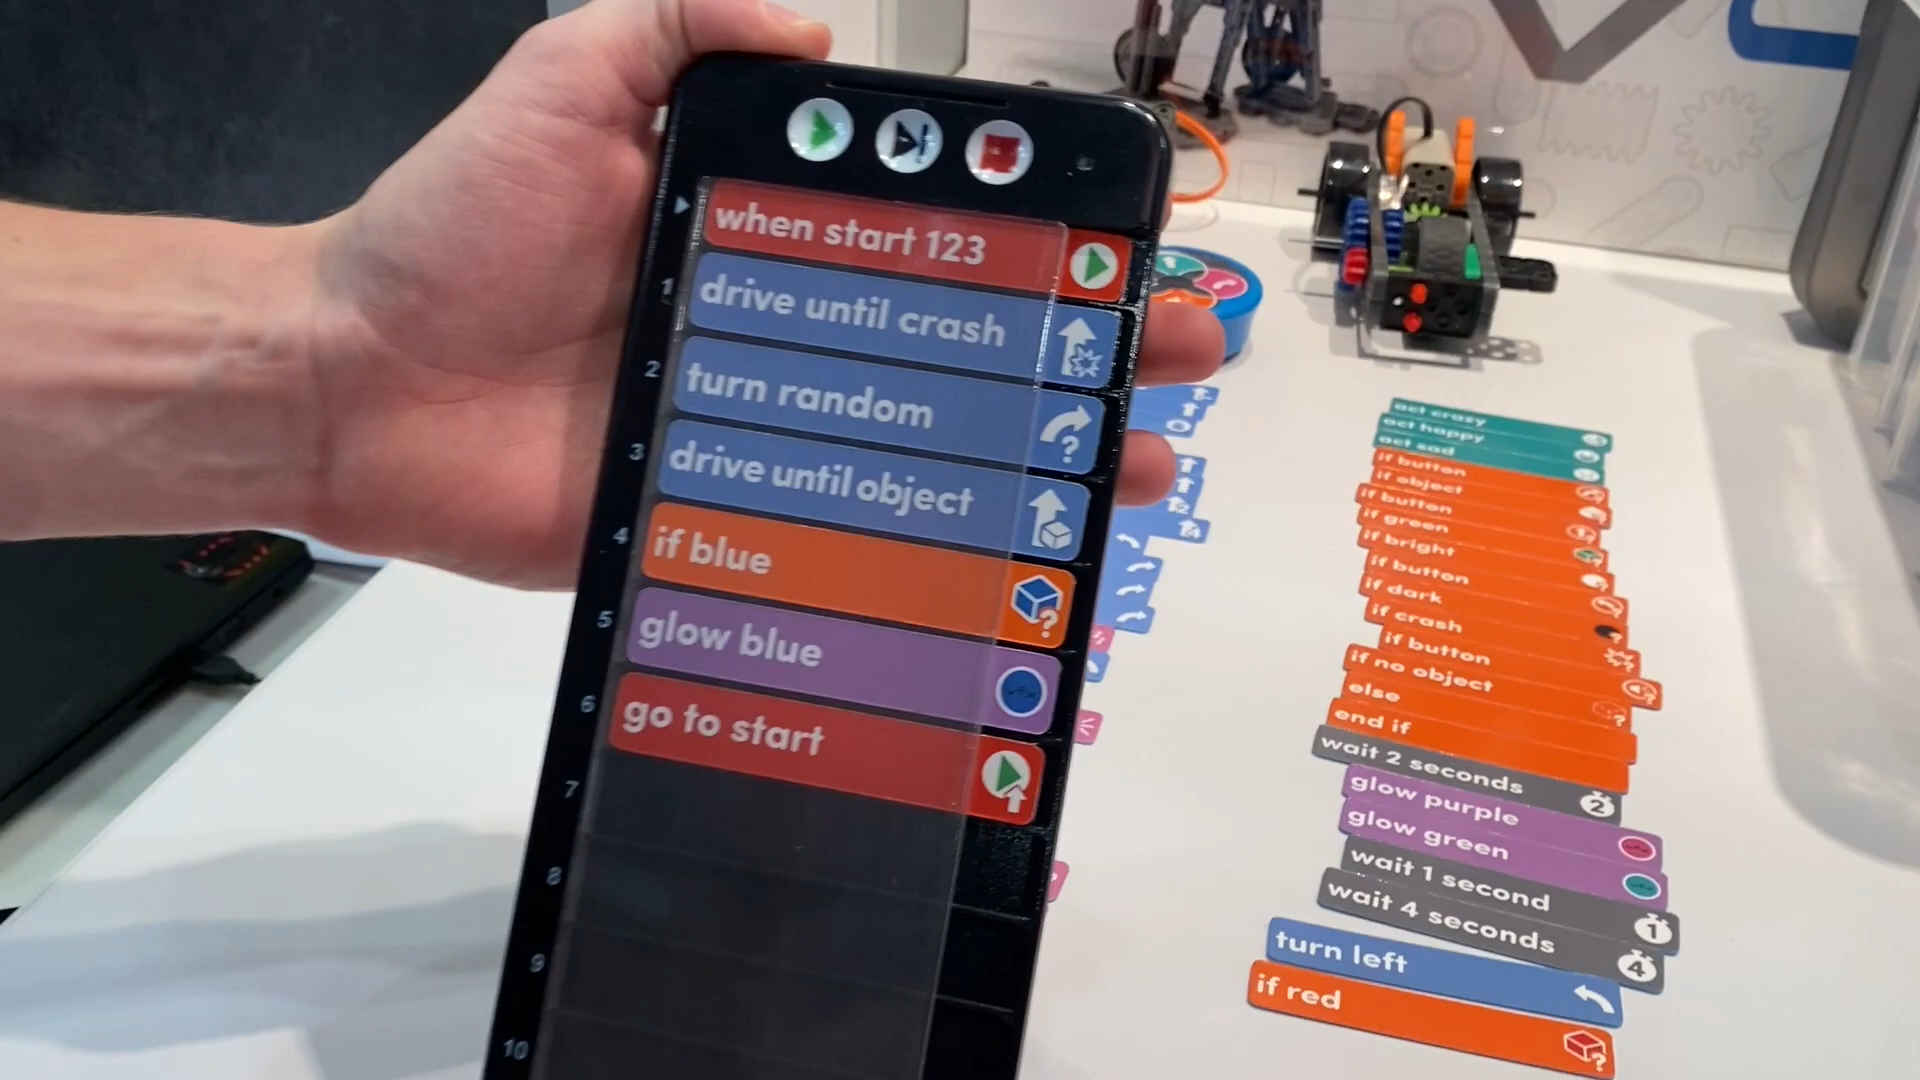 when start 123
1 drive until crash
2 turn random
3 drive until object
4 if blue
5 glow blue
6 go to start
7
8
9
10
act crazy
act happy
act sad
if button
if object
if button
if green
if bright
if button
if dark
if crash
if button
if no object
else
end if
wait 2 seconds 2
glow purple
glow green
wait 1 second 1
wait 4 seconds 4
turn left
if red